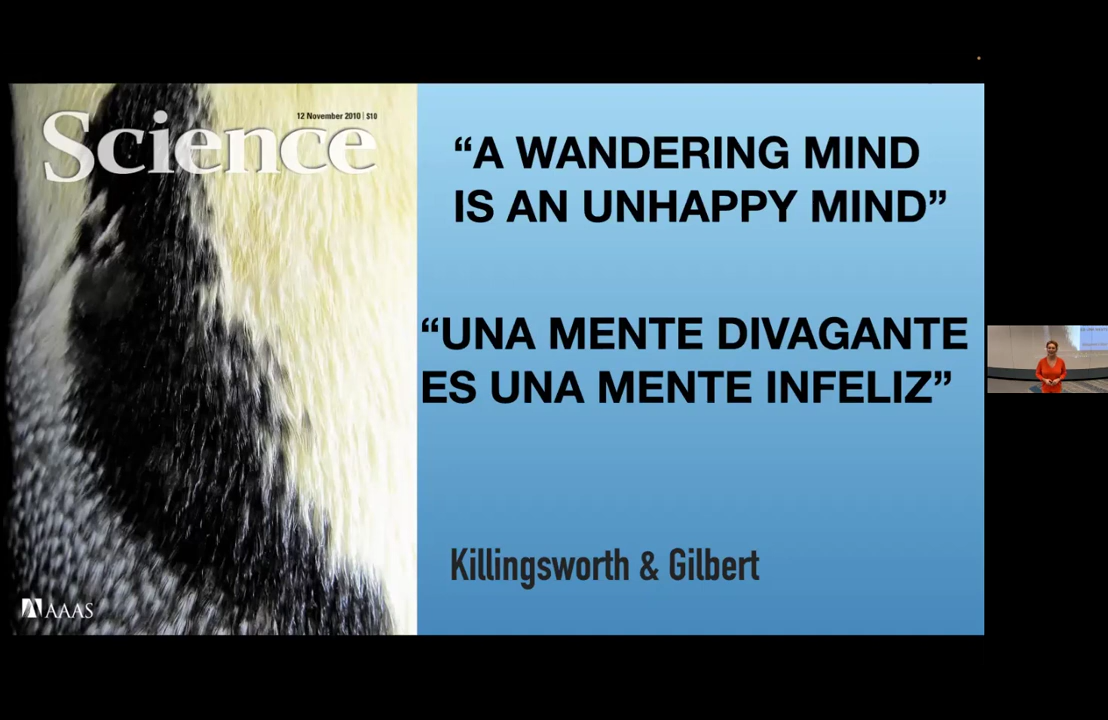 12 November 2010 | $10
Science
“A WANDERING MIND
IS AN UNHAPPY MIND”
“UNA MENTE DIVAGANTE
ES UNA MENTE INFELIZ”
Killingsworth & Gilbert
AAAS